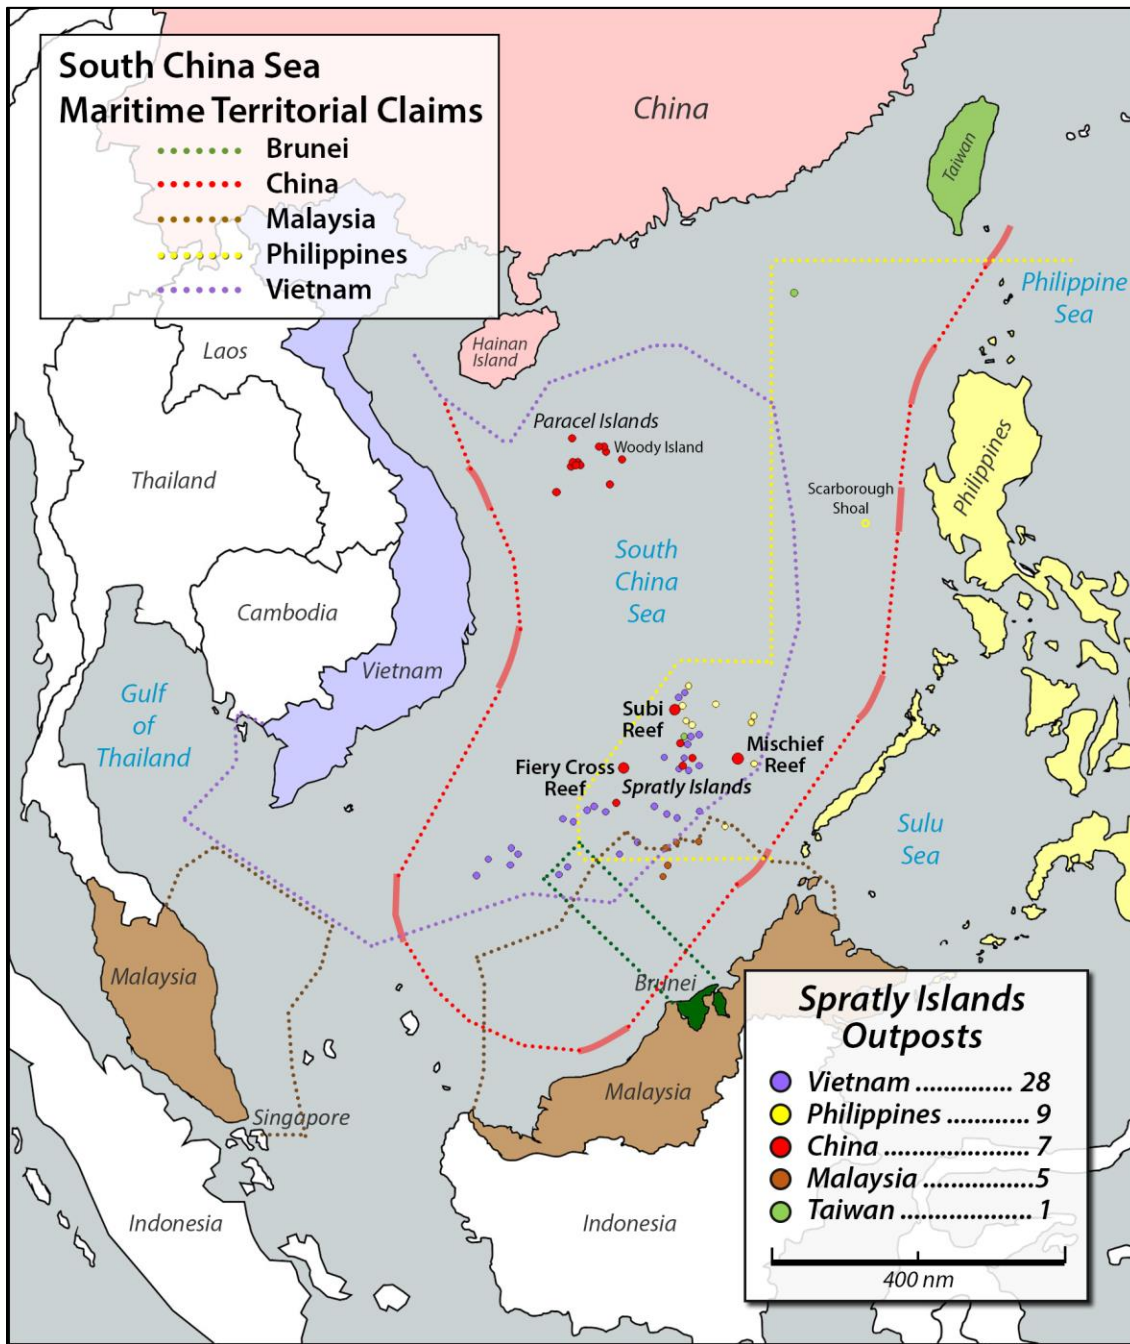 South China Sea
Maritime Territorial Claims
Brunei
China
Malaysia
Philippines
Vietnam
China
Taiwan
Philippine
Sea
Hainan
Island
Laos
Paracel Islands
Woody Island
Thailand
Scarborough
Shoal
Philippines
South
China
Sea
Cambodia
Vietnam
Gulf
of
Thailand
Subi
Reef
Mischief
Reef
Fiery Cross
Reef
Spratly Islands
Sulu
Sea
Malaysia
Brunei
Malaysia
Singapore
Indonesia
Indonesia
Spratly Islands
Outposts
Vietnam .............. 28
Philippines ............ 9
China ...................... 7
Malaysia ................5
Taiwan ................... 1
400 nm